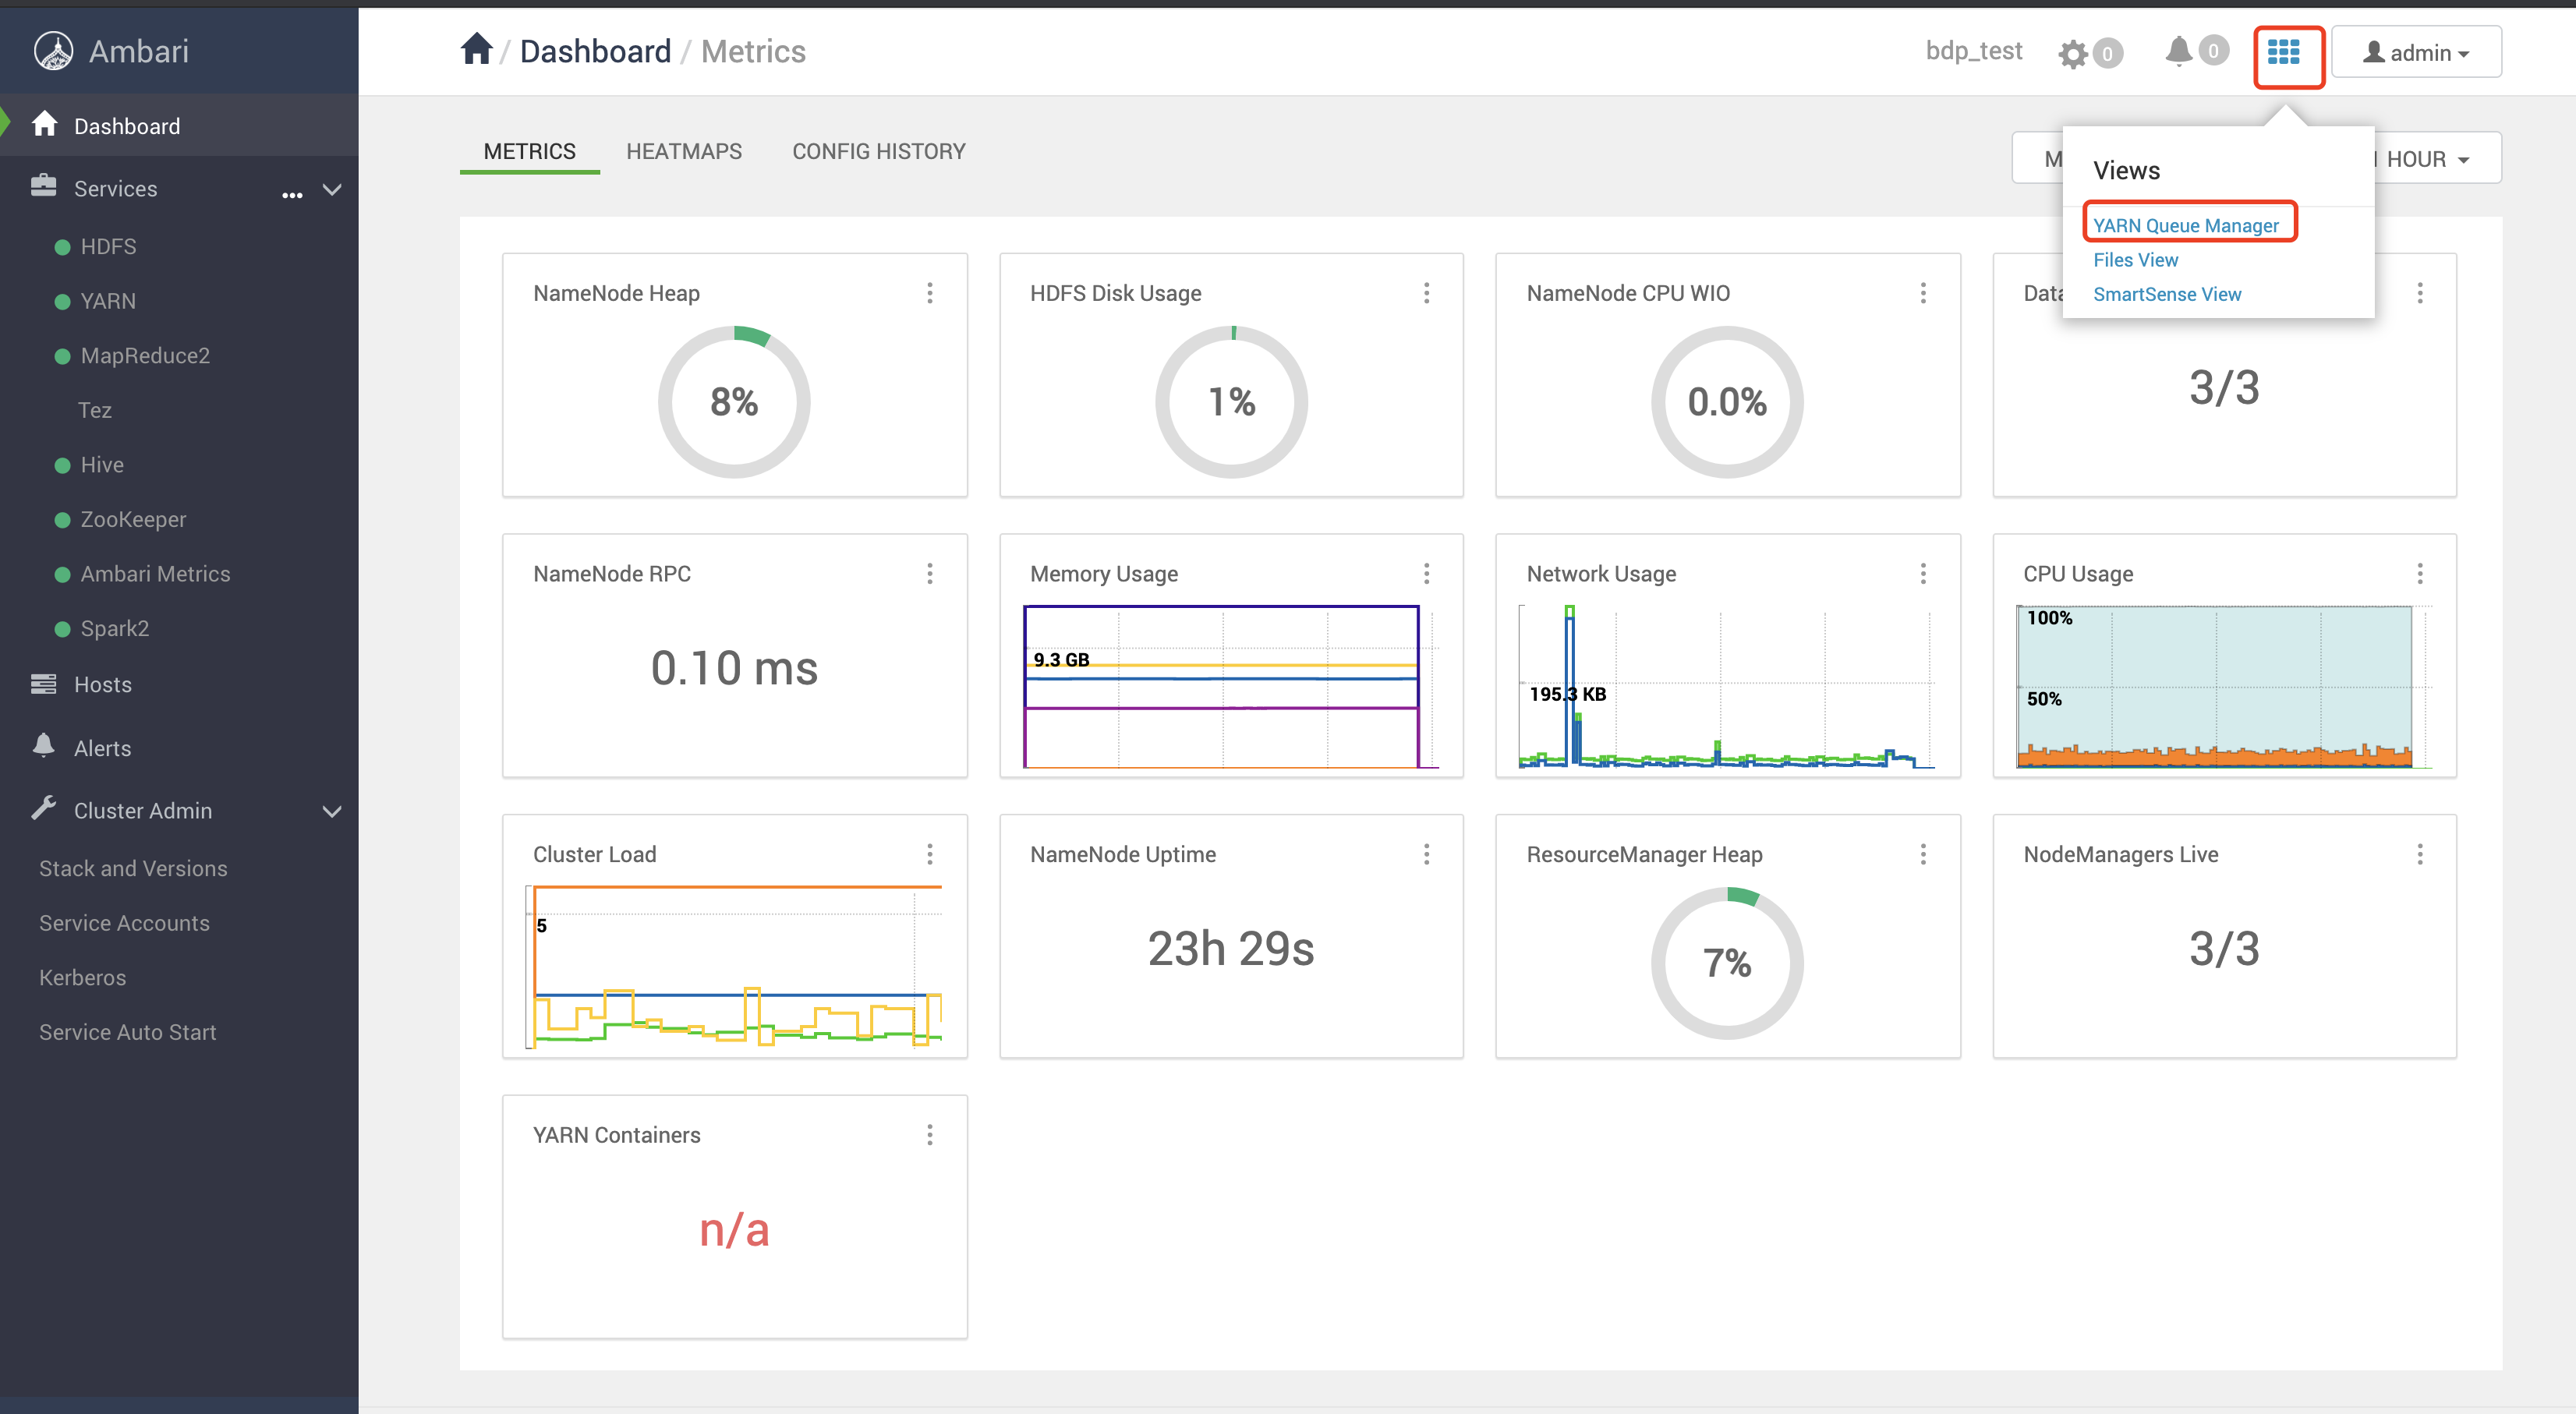 Ambari
Dashboard
Services
...
HDFS
YARN
MapReduce2
Tez
Hive
ZooKeeper
Ambari Metrics
Spark2
Hosts
Alerts
Cluster Admin
Stack and Versions
Service Accounts
Kerberos
Service Auto Start
/ Dashboard / Metrics
bdp_test 0 0 admin
METRICS HEATMAPS CONFIG HISTORY
M HOUR
Views
YARN Queue Manager
Files View
SmartSense View
NameNode Heap
8%
HDFS Disk Usage
1%
NameNode CPU WIO
0.0%
Data
3/3
NameNode RPC
0.10 ms
Memory Usage
9.3 GB
Network Usage
195.3 KB
CPU Usage
100%
50%
Cluster Load
5
NameNode Uptime
23h 29s
ResourceManager Heap
7%
NodeManagers Live
3/3
YARN Containers
n/a